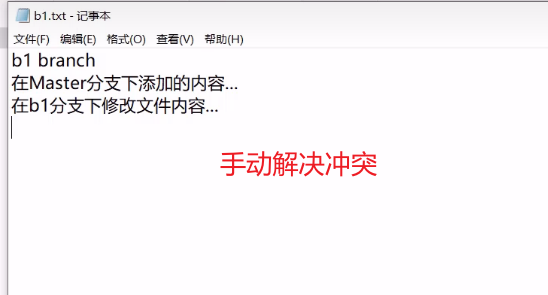 b1.txt - 记事本
文件(F) 编辑(E) 格式(O) 查看(V) 帮助(H)
b1 branch
在Master分支下添加的内容...
在b1分支下修改文件内容...
手动解决冲突